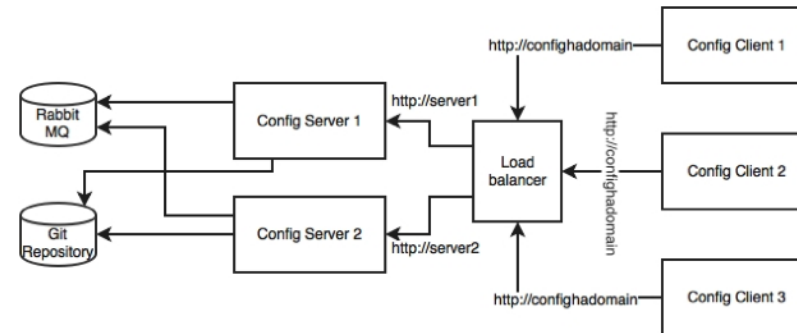 http://confighadomain
Config Client 1
Rabbit
MQ
Config Server 1
http://server1
Load
balancer
http://confighadomain
Config Client 2
Git
Repository
Config Server 2
http://server2
http://confighadomain
Config Client 3